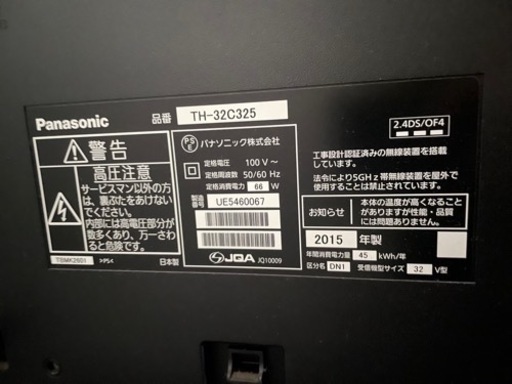 Panasonic
品番 TH-32C325
警告
高圧注意
サービスマン以外の方
は、裏ぶたをあけないで
ください。
内部には高電圧部分が
数多くあり、万一さわる
と危険です。
TBMK2601 >PS< 日本製
PS E パナソニック株式会社
定格電圧 100 V~
定格周波数 50/60 Hz
定格消費電力 66 W
製造番号 UE5460067
JQA JQ10009
2.4DS/OF4
工事設計認証済みの無線装置を搭載
しています。
法令により5GHz帯無線装置を屋外で
使用することは禁止されています。
お知らせ
本体の温度が高くなること
がありますが性能・品質
には問題ありません。
2015 年製
年間消費電力量 45 kWh/年
区分名 DN1 受信機型サイズ 32 V型